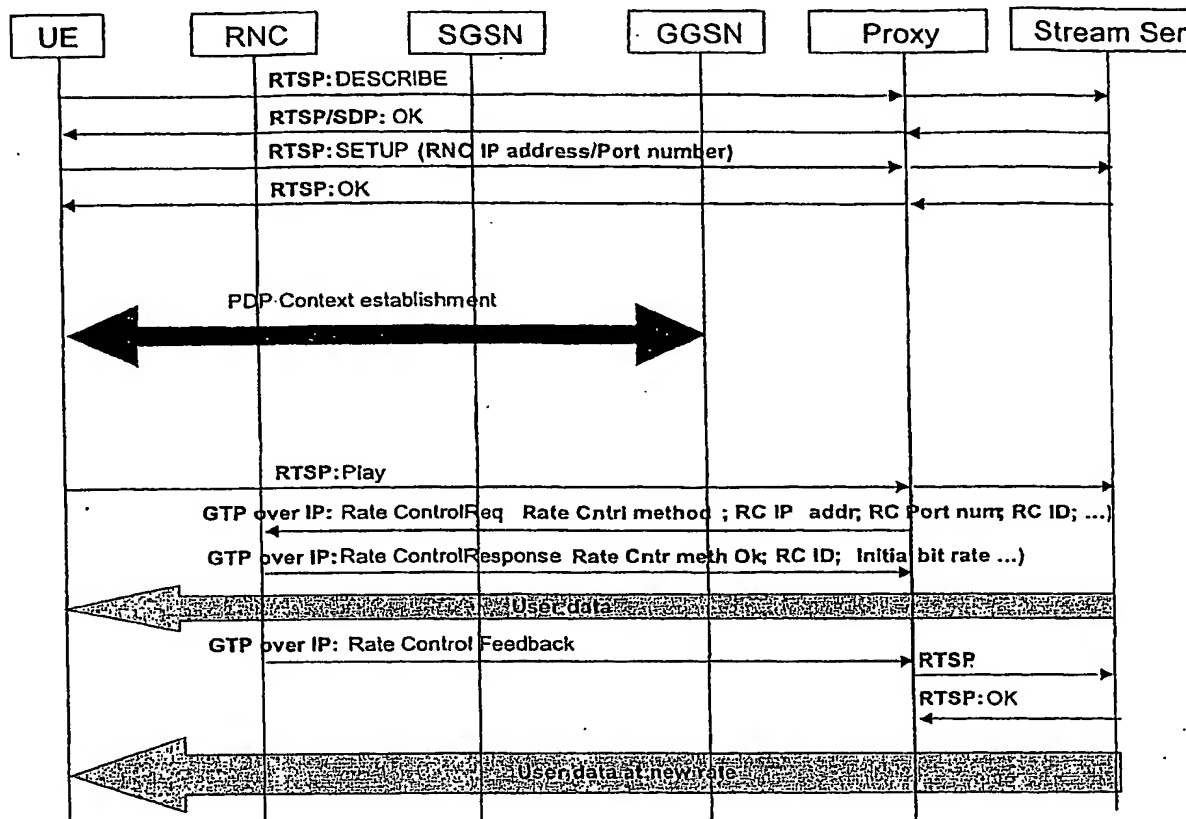 UE RNC SGSN GGSN Proxy Stream Ser
RTSP:DESCRIBE
RTSP/SDP: OK
RTSP:SETUP (RNC IP address/Port number)
RTSP:OK
PDP Context establishment
RTSP:Play
GTP over IP: Rate ControlReq Rate Cntrl method ; RC IP addr; RC Port num; RC ID; ...)
GTP over IP: Rate ControlResponse Rate Cntr meth Ok; RC ID; Initial bit rate ...)
User data
GTP over IP: Rate Control Feedback
RTSP:
RTSP:OK
User data at new rate